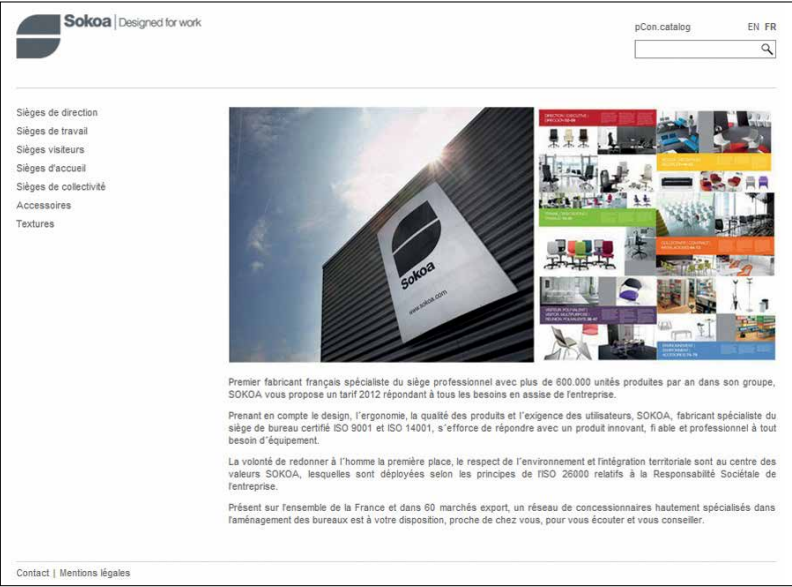 Sokoa | Designed for work
pCon.catalog
EN FR
Sièges de direction
Sièges de travail
Sièges visiteurs
Sièges d'accueil
Sièges de collectivité
Accessoires
Textures
Sokoa
www.sokoa.com
Premier fabricant français spécialiste du siège professionnel avec plus de 600.000 unités produites par an dans son groupe,
SOKOA vous propose un tarif 2012 répondant à tous les besoins en assise de l'entreprise.
Prenant en compte le design, l´ergonomie, la qualité des produits et l´exigence des utilisateurs, SOKOA, fabricant spécialiste du
siège de bureau certifié ISO 9001 et ISO 14001, s´efforce de répondre avec un produit innovant, fi able et professionnel à tout
besoin d´équipement.
La volonté de redonner à l´homme la première place, le respect de l´environnement et l'intégration territoriale sont au centre des
valeurs SOKOA, lesquelles sont déployées selon les principes de l'ISO 26000 relatifs à la Responsabilité Sociétale de
l'entreprise.
Présent sur l'ensemble de la France et dans 60 marchés export, un réseau de concessionnaires hautement spécialisés dans
l'aménagement des bureaux est à votre disposition, proche de chez vous, pour vous écouter et vous conseiller.
Contact | Mentions légales